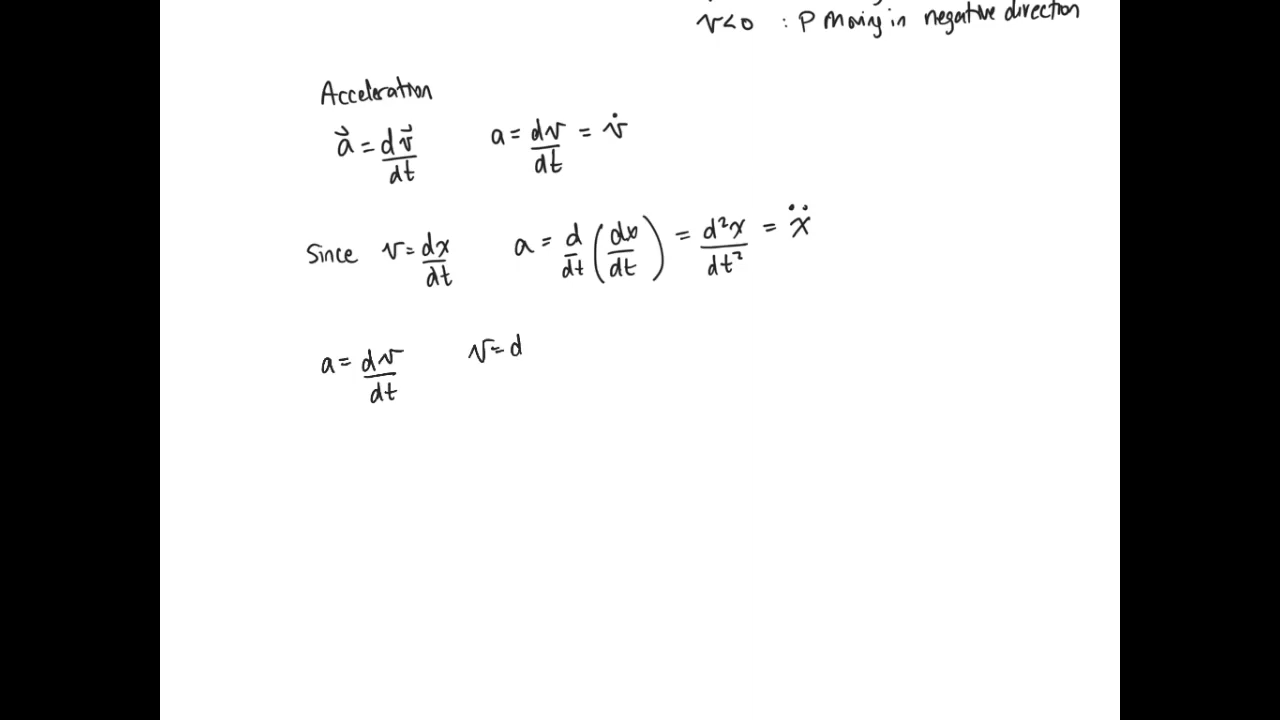 v<0 : P moving in negative direction
Acceleration
a⃗ = dv⃗/dt a = dv/dt = v̇
Since v = dx/dt a = d/dt (dx/dt) = d²x/dt² = ẍ
a = dv/dt v = d